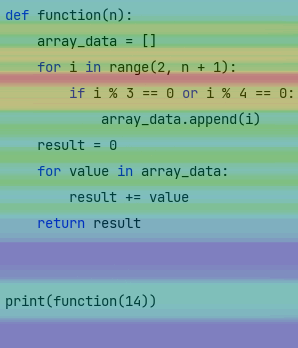 def function(n):
    array_data = []
    for i in range(2, n + 1):
        if i % 3 == 0 or i % 4 == 0:
            array_data.append(i)
    result = 0
    for value in array_data:
        result += value
    return result
print(function(14))